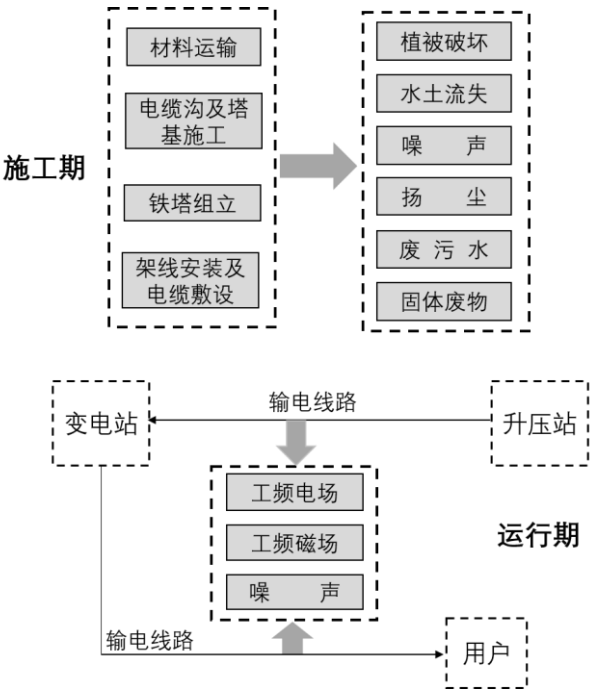 施工期
材料运输
电缆沟及塔
基施工
铁塔组立
架线安装及
电缆敷设
植被破坏
水土流失
噪 声
扬 尘
废 污 水
固体废物
变电站
输电线路
升压站
工频电场
工频磁场
噪 声
运行期
输电线路
用户